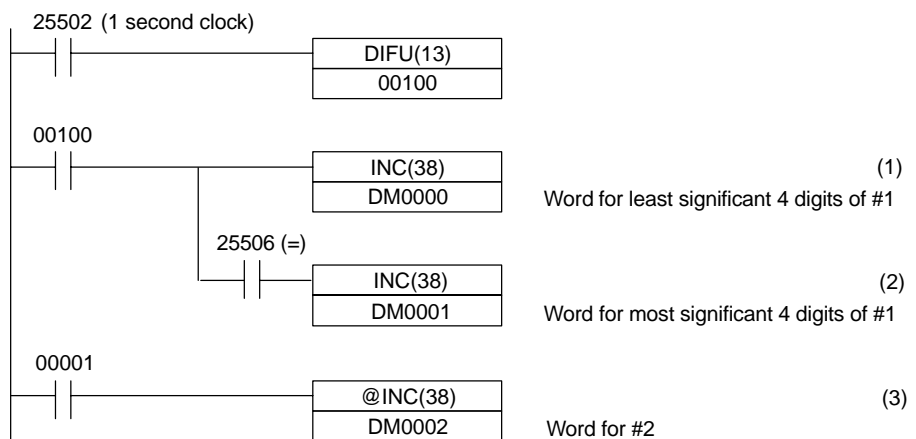 25502 (1 second clock)
DIFU(13)
00100
00100
INC(38) (1)
DM0000 Word for least significant 4 digits of #1
25506 (=)
INC(38) (2)
DM0001 Word for most significant 4 digits of #1
00001
@INC(38) (3)
DM0002 Word for #2